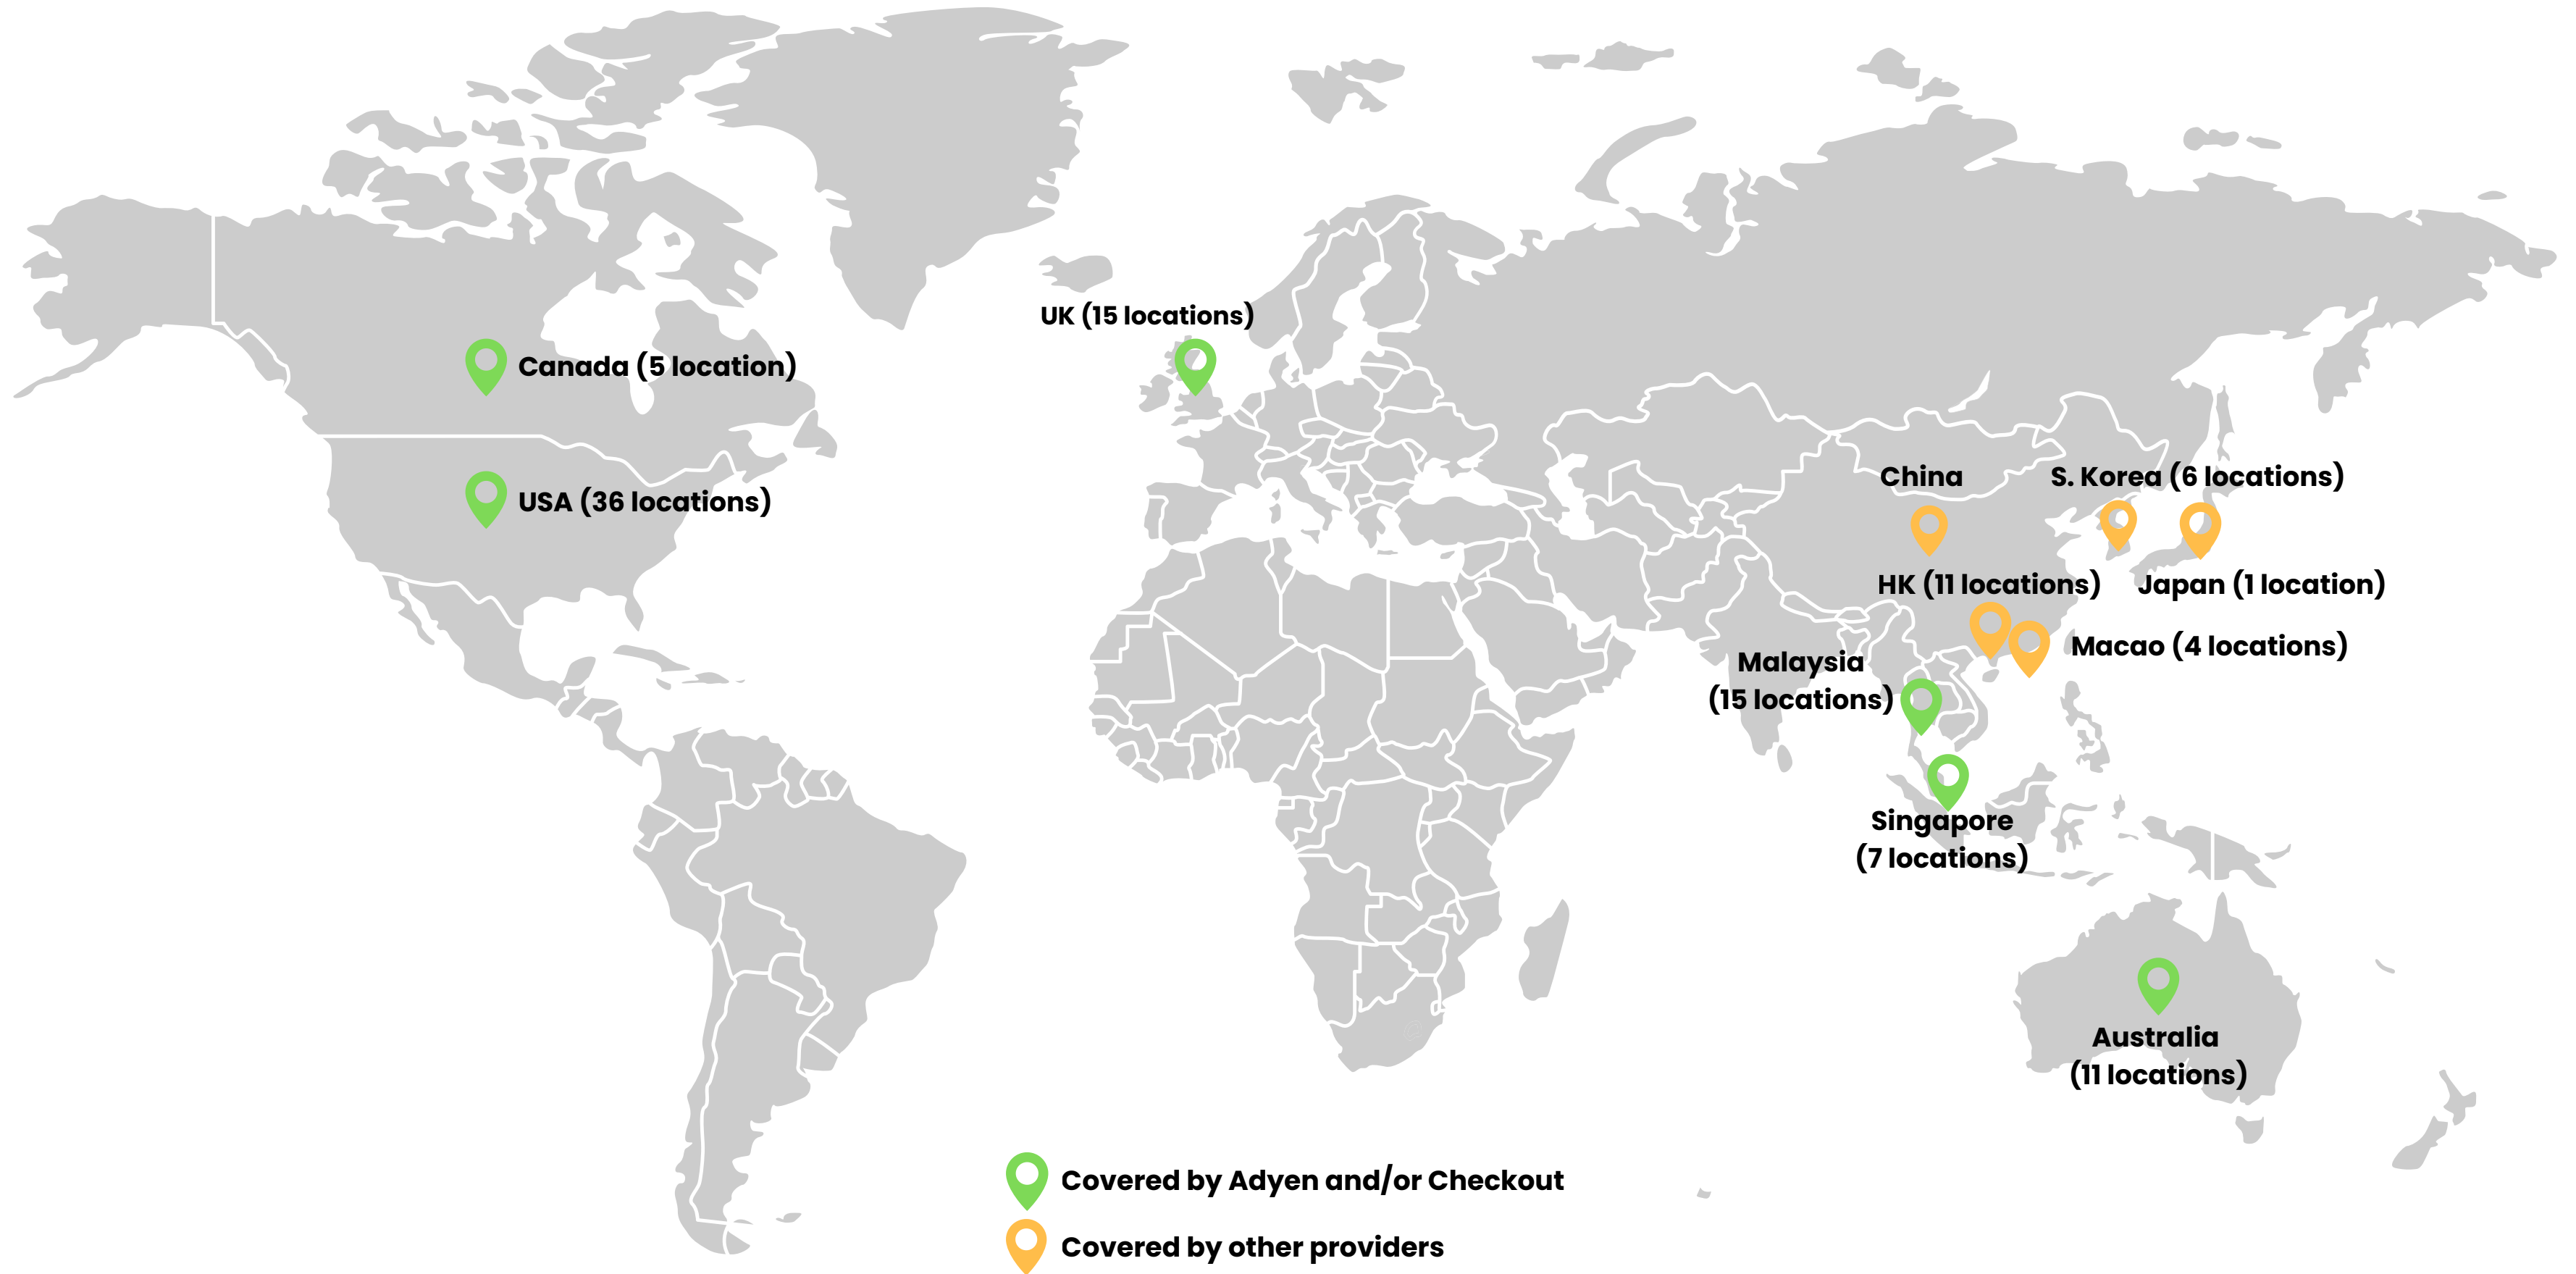 UK (15 locations)
Canada (5 location)
USA (36 locations)
China
S. Korea (6 locations)
HK (11 locations)
Japan (1 location)
Macao (4 locations)
Malaysia
(15 locations)
Singapore
(7 locations)
Australia
(11 locations)
Covered by Adyen and/or Checkout
Covered by other providers